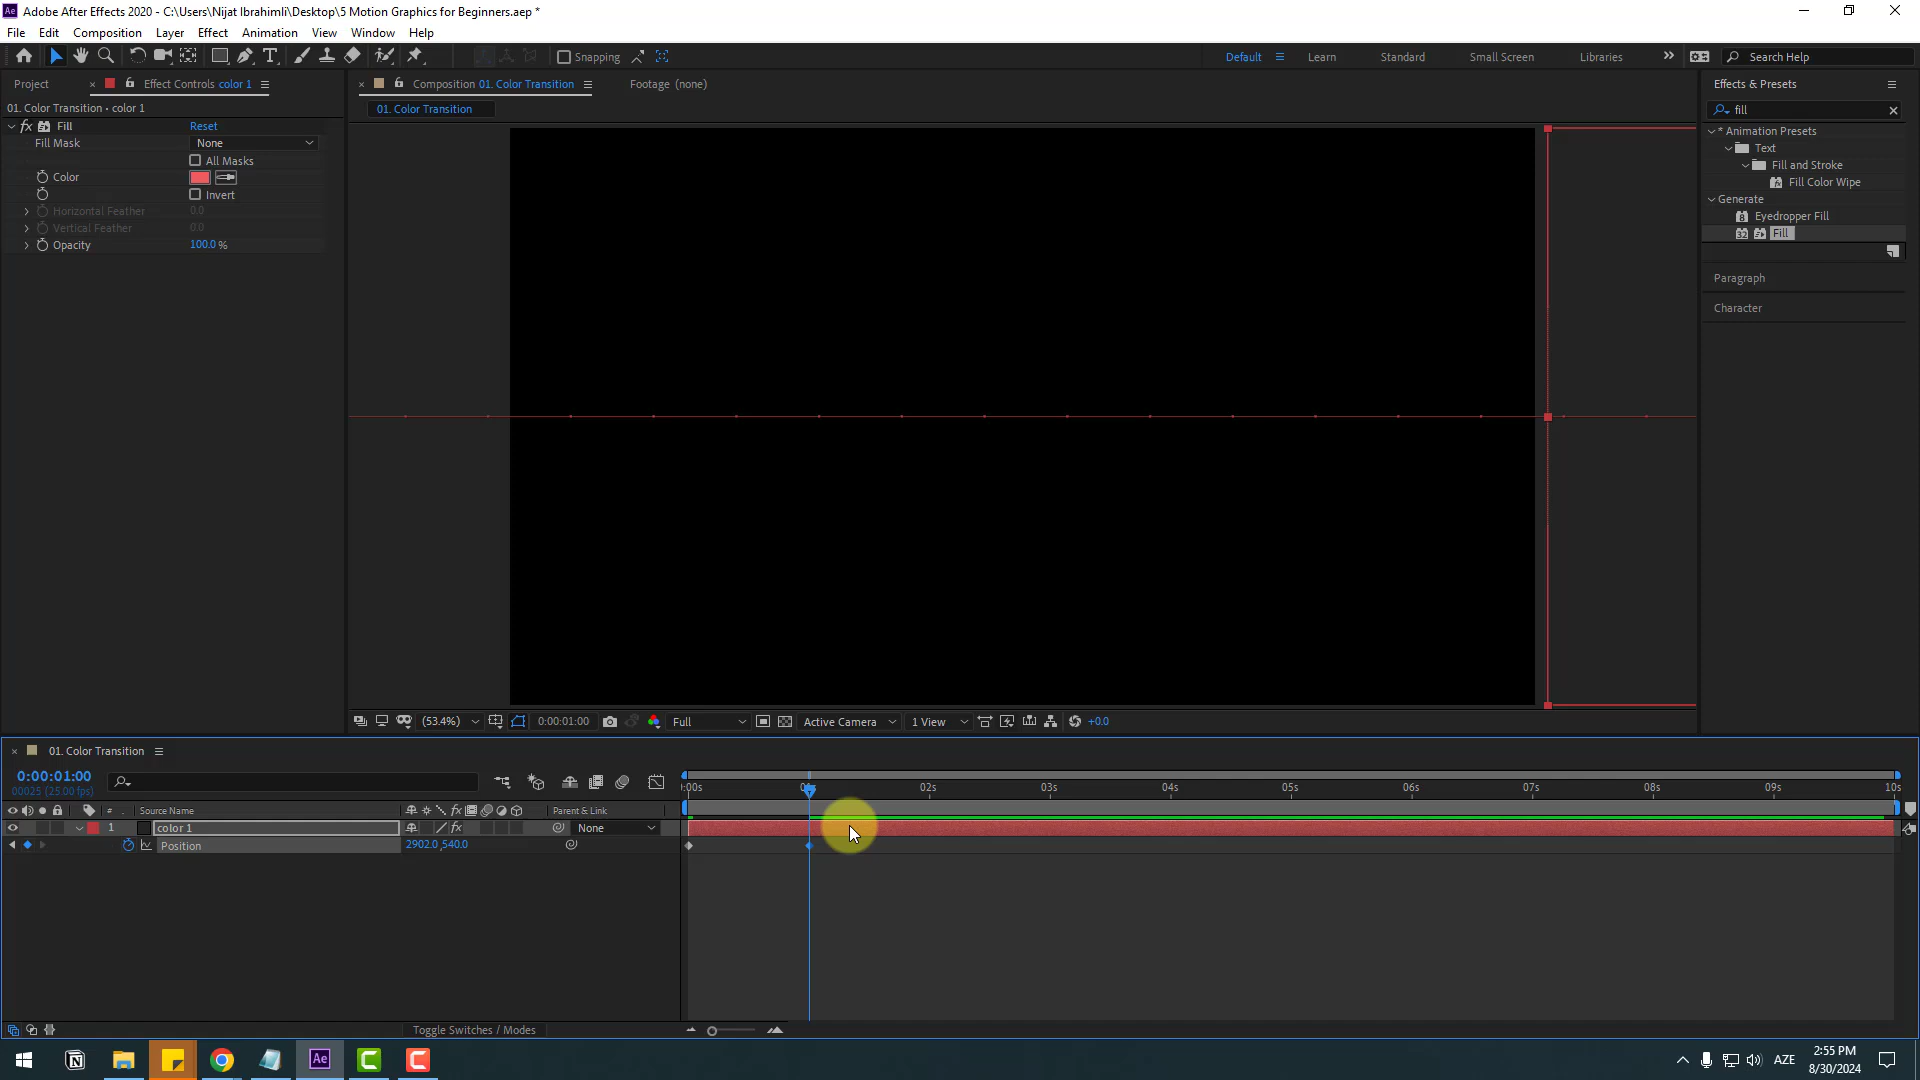 Adobe After Effects 2020 - C:\Users\Nijat Ibrahimli\Desktop\5 Motion Graphics for Beginners.aep *
File Edit Composition Layer Effect Animation View Window Help
Snapping
Default Learn Standard Small Screen Libraries Search Help
Project Effect Controls color 1
01. Color Transition • color 1
fx Fill Reset
Fill Mask None
All Masks
Color
Invert
Horizontal Feather 0.0
Vertical Feather 0.0
Opacity 100.0 %
Composition 01. Color Transition Footage (none)
01. Color Transition
Effects & Presets
fill
* Animation Presets
Text
Fill and Stroke
Fill Color Wipe
Generate
Eyedropper Fill
Fill
Paragraph
Character
(53.4%) 0:00:01:00 Full Active Camera 1 View +0.0
01. Color Transition
0:00:01:00
00025 (25.00 fps)
02s 03s 04s 05s 06s 07s 08s 09s 10s
# Source Name Parent & Link
1 color 1 None
Position 2902.0,540.0
Toggle Switches / Modes
Ae
AZE
2:55 PM
8/30/2024